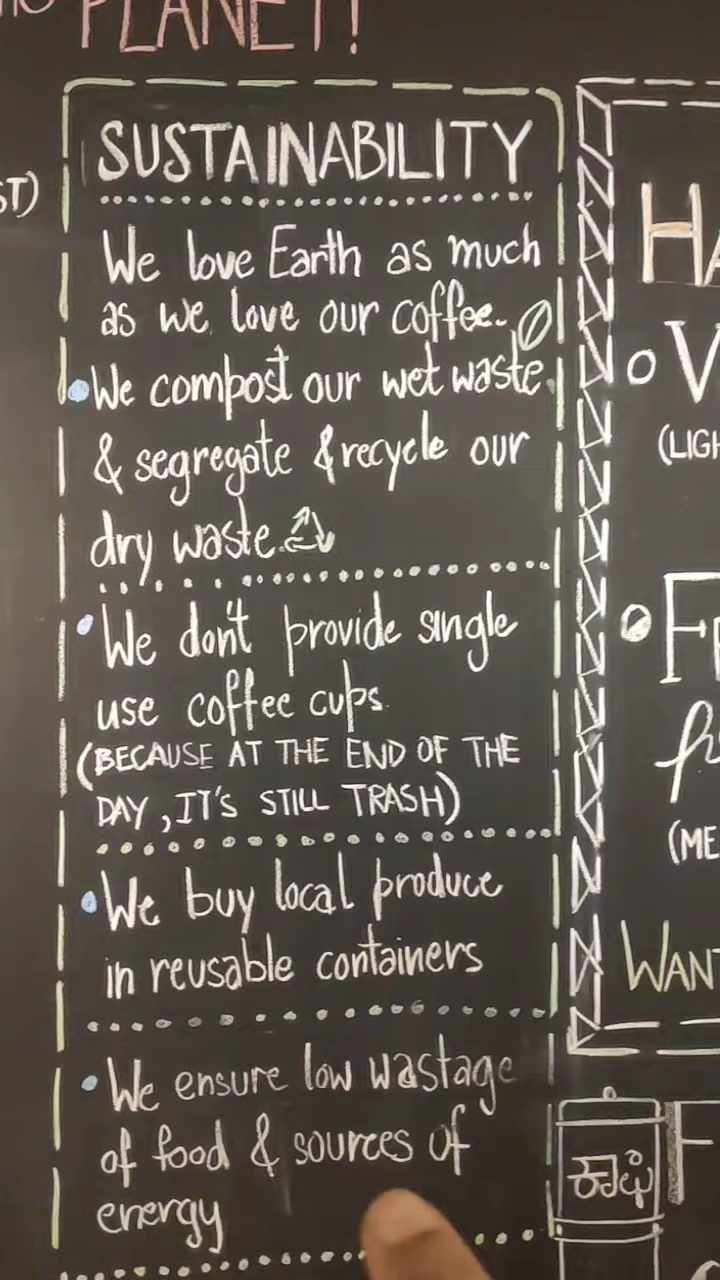 PLANET!
ST)
SUSTAINABILITY
We love Earth as much
as we love our coffee.
We compost our wet waste
& segregate & recycle our
dry waste.
We don't provide single
use coffee cups.
(BECAUSE AT THE END OF THE
DAY, IT'S STILL TRASH)
We buy local produce
in reusable containers
We ensure low wastage
of food & sources of
energy
HA
V
(LIGH
(ME
WANT
ಕಾಫಿ